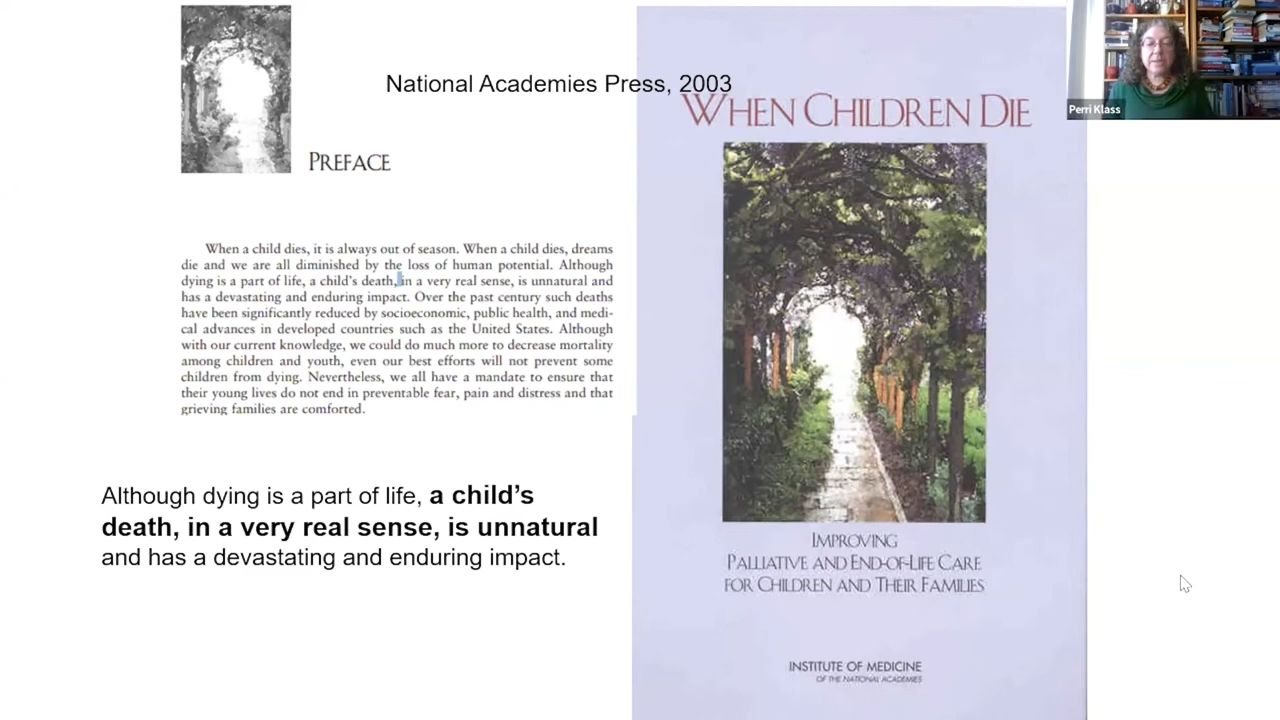 National Academies Press, 2003
PREFACE
When a child dies, it is always out of season. When a child dies, dreams
die and we are all diminished by the loss of human potential. Although
dying is a part of life, a child's death, in a very real sense, is unnatural and
has a devastating and enduring impact. Over the past century such deaths
have been significantly reduced by socioeconomic, public health, and medi-
cal advances in developed countries such as the United States. Although
with our current knowledge, we could do much more to decrease mortality
among children and youth, even our best efforts will not prevent some
children from dying. Nevertheless, we all have a mandate to ensure that
their young lives do not end in preventable fear, pain and distress and that
grieving families are comforted.
Although dying is a part of life, a child's
death, in a very real sense, is unnatural
and has a devastating and enduring impact.
WHEN CHILDREN DIE
IMPROVING
PALLIATIVE AND END-OF-LIFE CARE
FOR CHILDREN AND THEIR FAMILIES
INSTITUTE OF MEDICINE
OF THE NATIONAL ACADEMIES
Perri Klass